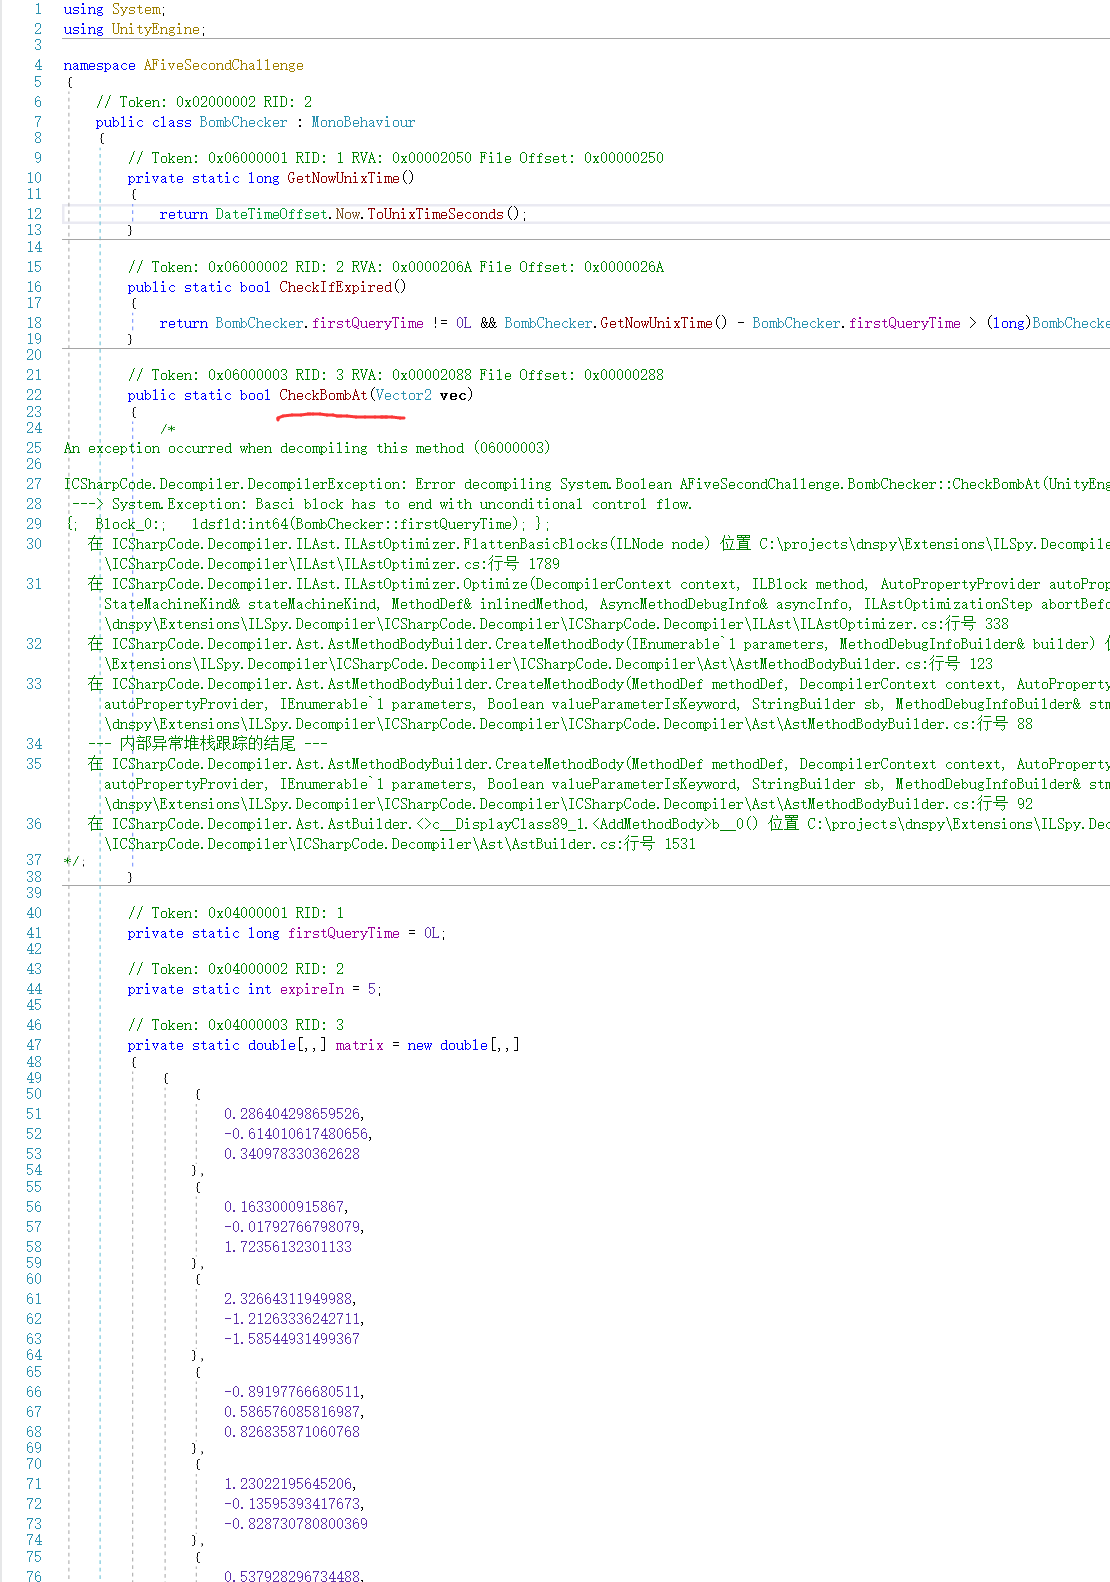 1 using System;
2 using UnityEngine;
3
4 namespace AFiveSecondChallenge
5 {
6 // Token: 0x02000002 RID: 2
7 public class BombChecker : MonoBehaviour
8 {
9 // Token: 0x06000001 RID: 1 RVA: 0x00002050 File Offset: 0x00000250
10 private static long GetNowUnixTime()
11 {
12 return DateTimeOffset.Now.ToUnixTimeSeconds();
13 }
14
15 // Token: 0x06000002 RID: 2 RVA: 0x0000206A File Offset: 0x0000026A
16 public static bool CheckIfExpired()
17 {
18 return BombChecker.firstQueryTime != 0L && BombChecker.GetNowUnixTime() - BombChecker.firstQueryTime > (long)BombChecke
19 }
20
21 // Token: 0x06000003 RID: 3 RVA: 0x00002088 File Offset: 0x00000288
22 public static bool CheckBombAt(Vector2 vec)
23 {
24 /*
25 An exception occurred when decompiling this method (06000003)
26
27 ICSharpCode.Decompiler.DecompilerException: Error decompiling System.Boolean AFiveSecondChallenge.BombChecker::CheckBombAt(UnityEng
28 ---> System.Exception: Basci block has to end with unconditional control flow.
29 {; Block_0:; ldsfld:int64(BombChecker::firstQueryTime); };
30 在 ICSharpCode.Decompiler.ILAst.ILAstOptimizer.FlattenBasicBlocks(ILNode node) 位置 C:\projects\dnspy\Extensions\ILSpy.Decompiler
\ICSharpCode.Decompiler\ILAst\ILAstOptimizer.cs:行号 1789
31 在 ICSharpCode.Decompiler.ILAst.ILAstOptimizer.Optimize(DecompilerContext context, ILBlock method, AutoPropertyProvider autoProp
StateMachineKind& stateMachineKind, MethodDef& inlinedMethod, AsyncMethodDebugInfo& asyncInfo, ILAstOptimizationStep abortBefo
\dnspy\Extensions\ILSpy.Decompiler\ICSharpCode.Decompiler\ICSharpCode.Decompiler\ILAst\ILAstOptimizer.cs:行号 338
32 在 ICSharpCode.Decompiler.Ast.AstMethodBodyBuilder.CreateMethodBody(IEnumerable`1 parameters, MethodDebugInfoBuilder& builder)
\Extensions\ILSpy.Decompiler\ICSharpCode.Decompiler\ICSharpCode.Decompiler\Ast\AstMethodBodyBuilder.cs:行号 123
33 在 ICSharpCode.Decompiler.Ast.AstMethodBodyBuilder.CreateMethodBody(MethodDef methodDef, DecompilerContext context, AutoProperty
autoPropertyProvider, IEnumerable`1 parameters, Boolean valueParameterIsKeyword, StringBuilder sb, MethodDebugInfoBuilder& stm
\dnspy\Extensions\ILSpy.Decompiler\ICSharpCode.Decompiler\ICSharpCode.Decompiler\Ast\AstMethodBodyBuilder.cs:行号 88
34 --- 内部异常堆栈跟踪的结尾 ---
35 在 ICSharpCode.Decompiler.Ast.AstMethodBodyBuilder.CreateMethodBody(MethodDef methodDef, DecompilerContext context, AutoProperty
autoPropertyProvider, IEnumerable`1 parameters, Boolean valueParameterIsKeyword, StringBuilder sb, MethodDebugInfoBuilder& stm
\dnspy\Extensions\ILSpy.Decompiler\ICSharpCode.Decompiler\ICSharpCode.Decompiler\Ast\AstMethodBodyBuilder.cs:行号 92
36 在 ICSharpCode.Decompiler.Ast.AstBuilder.<>c__DisplayClass89_1.<AddMethodBody>b__0() 位置 C:\projects\dnspy\Extensions\ILSpy.Dec
\ICSharpCode.Decompiler\ICSharpCode.Decompiler\Ast\AstBuilder.cs:行号 1531
37 */;
38 }
39
40 // Token: 0x04000001 RID: 1
41 private static long firstQueryTime = 0L;
42
43 // Token: 0x04000002 RID: 2
44 private static int expireIn = 5;
45
46 // Token: 0x04000003 RID: 3
47 private static double[,,] matrix = new double[,,]
48 {
49 {
50 {
51 0.286404298659526,
52 -0.614010617480656,
53 0.340978330362628
54 },
55 {
56 0.1633000915867,
57 -0.01792766798079,
58 1.72356132301133
59 },
60 {
61 2.32664311949988,
62 -1.21263336242711,
63 -1.58544931499367
64 },
65 {
66 -0.89197766680511,
67 0.586576085816987,
68 0.826835871060768
69 },
70 {
71 1.23022195645206,
72 -0.13595393417673,
73 -0.828730780800369
74 },
75 {
76 0.537928296734488,